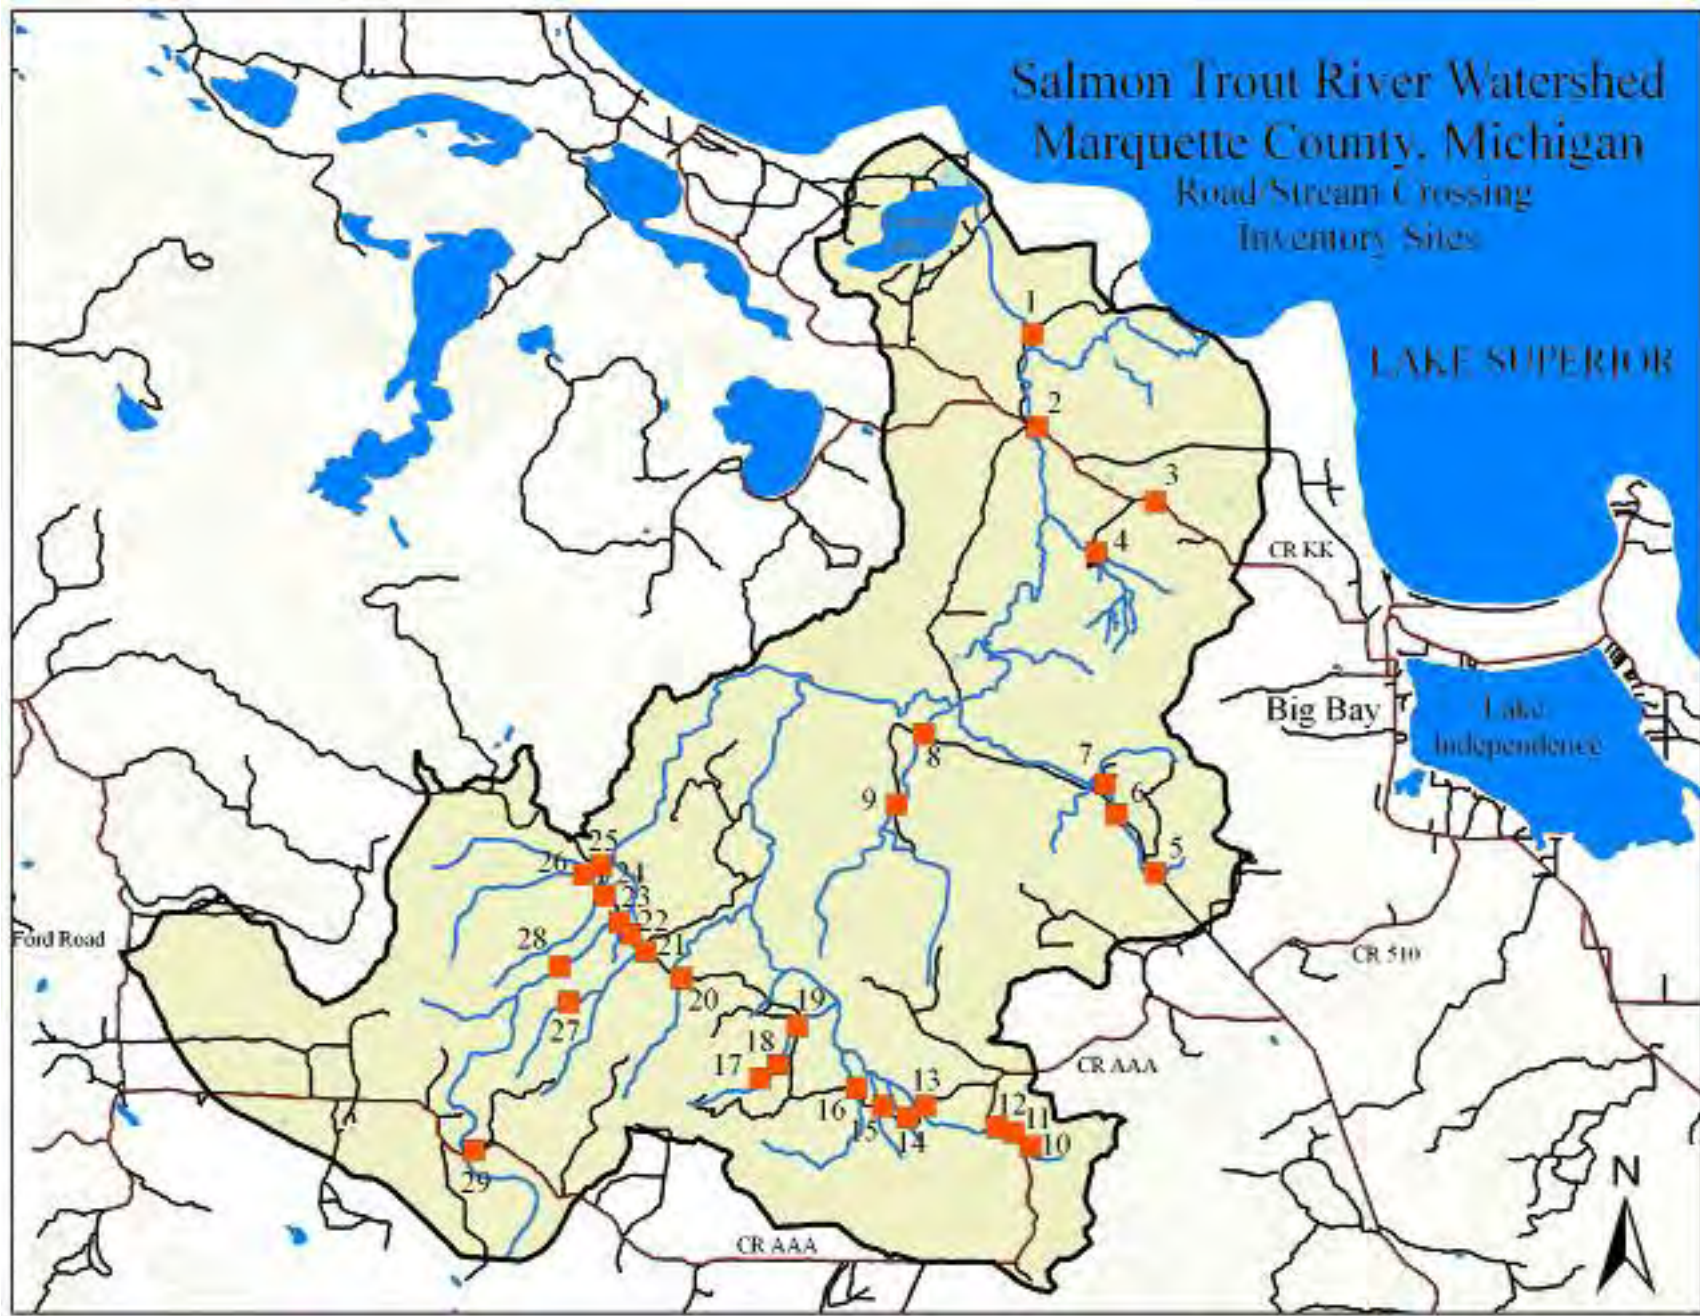 Salmon Trout River Watershed
Marquette County, Michigan
Road/Stream Crossing
Inventory Sites
1
LAKE SUPERIOR
2
3
4
CR KK
Big Bay
Lake
Independence
7
8
6
9
5
25
26
24
23
22
28
21
Ford Road
CR 510
20
19
27
18
17
CR AAA
13
16
12
11
15
14
10
N
29
CR AAA